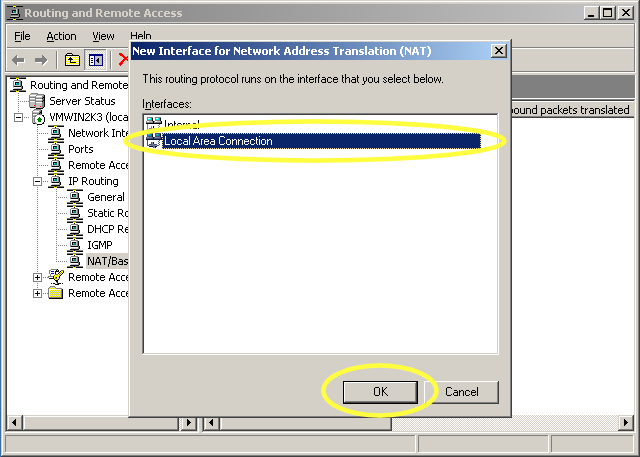 Routing and Remote Access
File Action View Help
New Interface for Network Address Translation (NAT)
This routing protocol runs on the interface that you select below.
Interfaces:
Internal
Local Area Connection
OK
Cancel
Routing and Remote
Server Status
VMWIN2K3 (loca
Network Inte
Ports
Remote Acce
IP Routing
General
Static Ro
DHCP Re
IGMP
NAT/Bas
Remote Acce
Remote Acce
ound packets translated